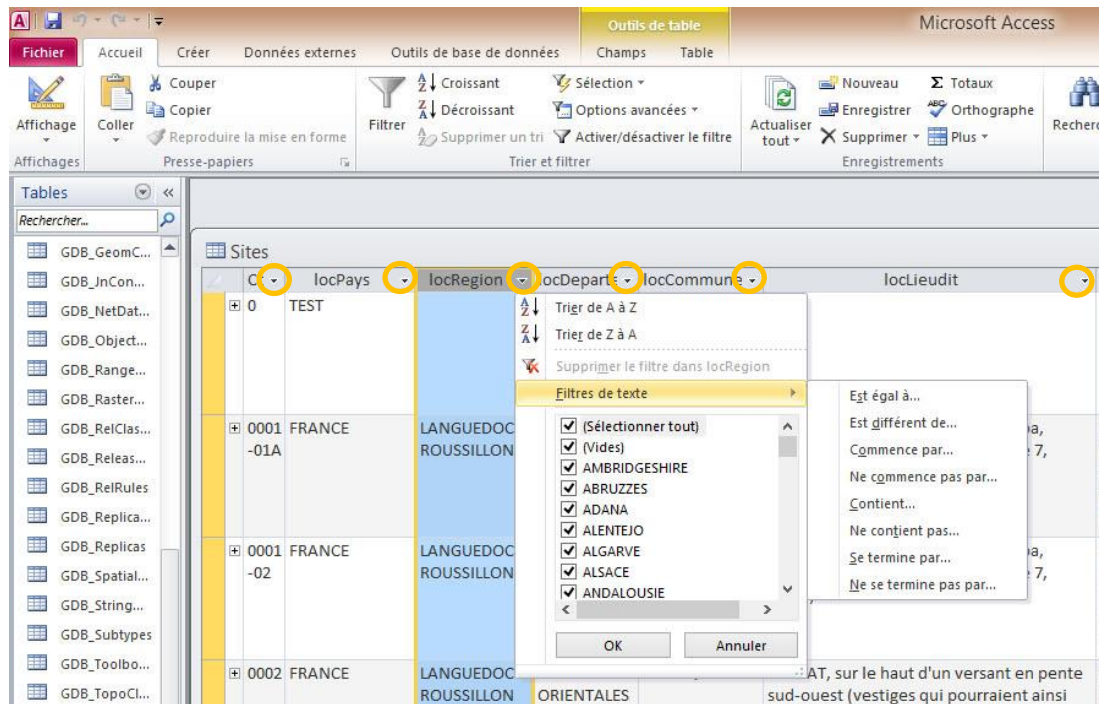 A
Outils de table
Microsoft Access
Fichier Accueil Créer Données externes Outils de base de données Champs Table
Affichage
Affichages
Coller
Couper
Copier
Reproduire la mise en forme
Presse-papiers
Filtrer
Croissant
Décroissant
Supprimer un tri
Sélection
Options avancées
Activer/désactiver le filtre
Trier et filtrer
Actualiser
tout
Nouveau
Enregistrer
Supprimer
Totaux
Orthographe
Plus
Enregistrements
Tables
Rechercher...
GDB_GeomC...
GDB_JnCon...
GDB_NetDat...
GDB_Object...
GDB_Range...
GDB_Raster...
GDB_RelClas...
GDB_Releas...
GDB_RelRules
GDB_Replica...
GDB_Replicas
GDB_Spatial...
GDB_String...
GDB_Subtypes
GDB_Toolbo...
GDB_TopoCl...
Sites
locPays locRegion locCommune locLieudit
0 TEST
0001 FRANCE LANGUEDOC
-01A ROUSSILLON
0001 FRANCE LANGUEDOC
-02 ROUSSILLON
0002 FRANCE LANGUEDOC
ROUSSILLON ORIENTALES
AT, sur le haut d'un versant en pente
sud-ouest (vestiges qui pourraient ainsi
Trier de A à Z
Trier de Z à A
Supprimer le filtre dans locRegion
Filtres de texte
(Sélectionner tout)
(Vides)
AMBRIDGESHIRE
ABRUZZES
ADANA
ALENTEJO
ALGARVE
ALSACE
ANDALOUSIE
OK Annuler
Est égal à...
Est différent de...
Commence par...
Ne commence pas par...
Contient...
Ne contient pas...
Se termine par...
Ne se termine pas par...